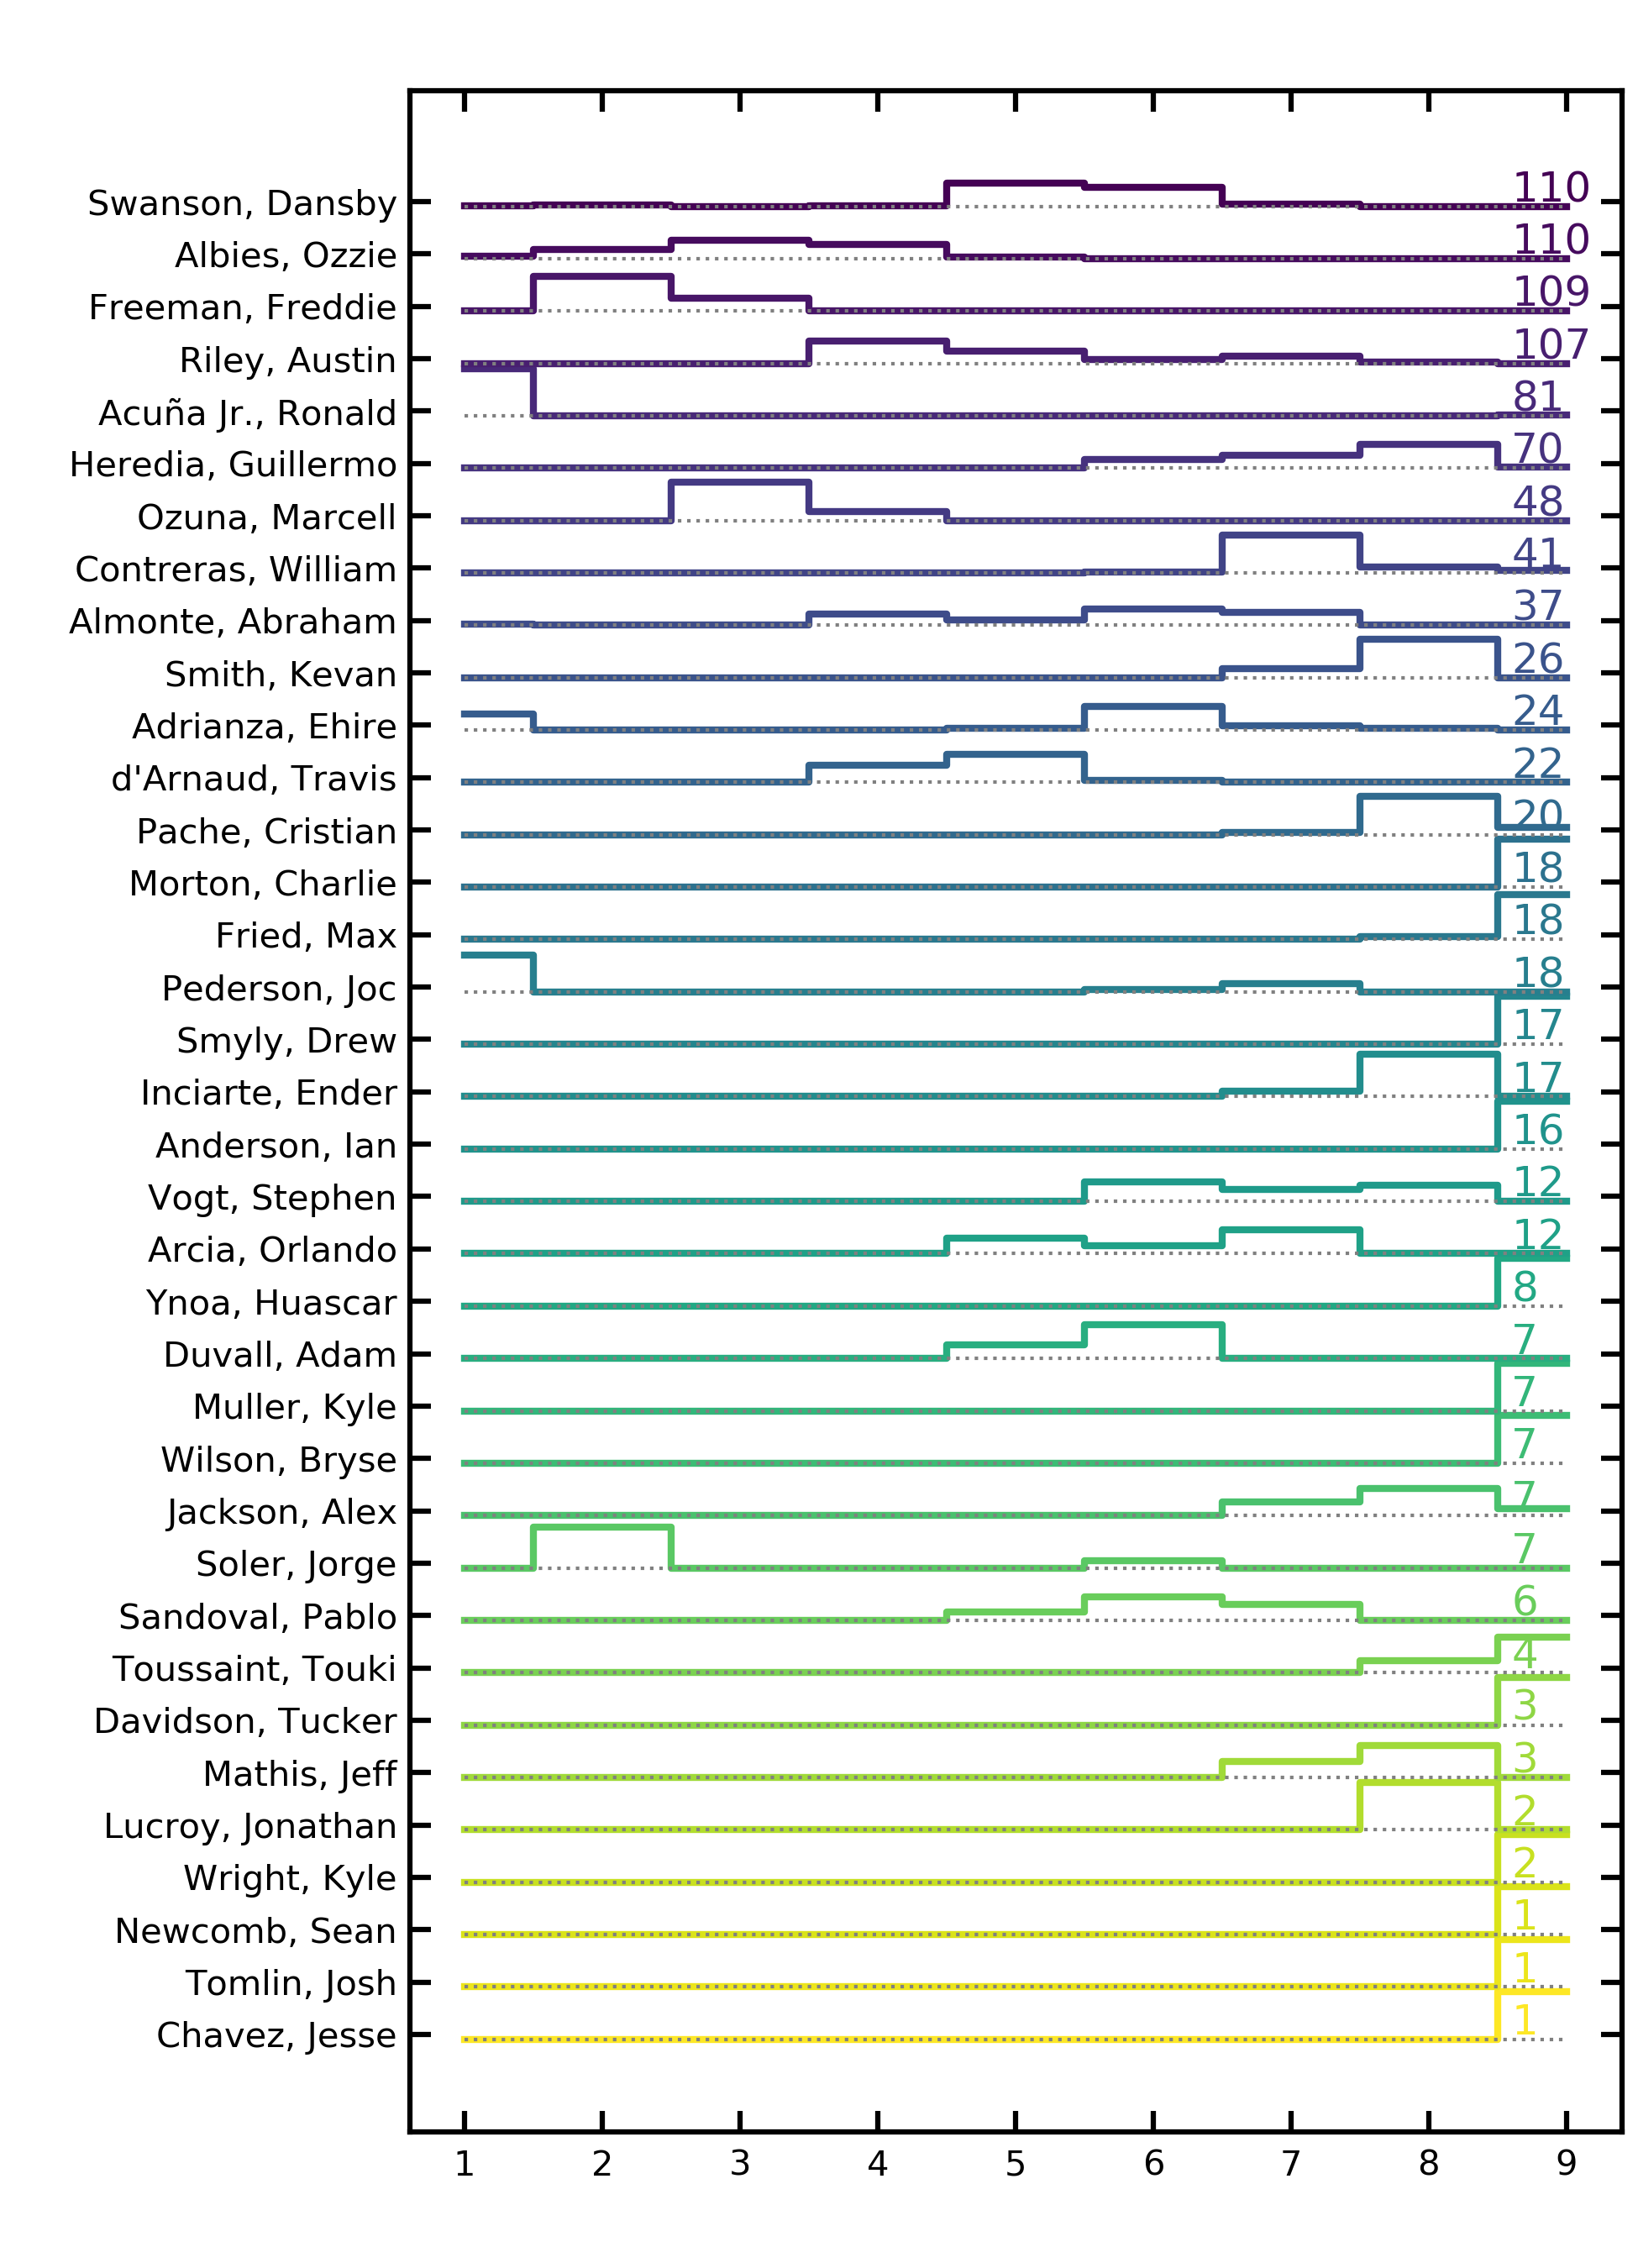 Swanson, Dansby 110
Albies, Ozzie 110
Freeman, Freddie 109
Riley, Austin 107
Acuña Jr., Ronald 81
Heredia, Guillermo 70
Ozuna, Marcell 48
Contreras, William 41
Almonte, Abraham 37
Smith, Kevan 26
Adrianza, Ehire 24
d'Arnaud, Travis 22
Pache, Cristian 20
Morton, Charlie 18
Fried, Max 18
Pederson, Joc 18
Smyly, Drew 17
Inciarte, Ender 17
Anderson, Ian 16
Vogt, Stephen 12
Arcia, Orlando 12
Ynoa, Huascar 8
Duvall, Adam 7
Muller, Kyle 7
Wilson, Bryse 7
Jackson, Alex 7
Soler, Jorge 7
Sandoval, Pablo 6
Toussaint, Touki 4
Davidson, Tucker 3
Mathis, Jeff 3
Lucroy, Jonathan 2
Wright, Kyle 2
Newcomb, Sean 1
Tomlin, Josh 1
Chavez, Jesse 1
1 2 3 4 5 6 7 8 9